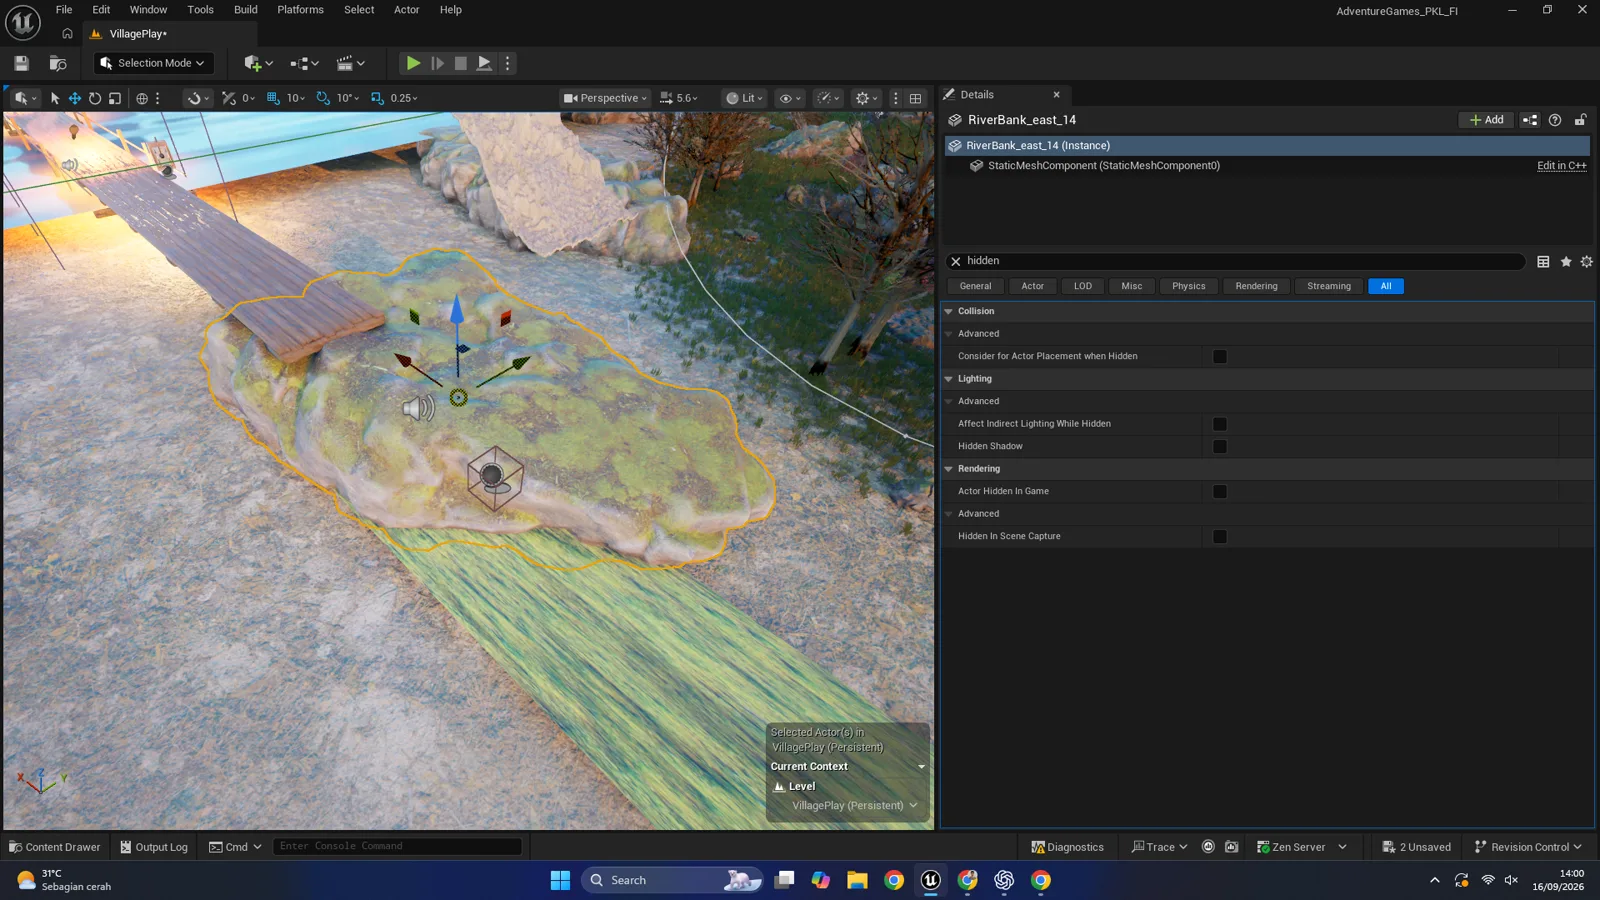 File Edit Window Tools Build Platforms Select Actor Help
AdventureGames_PKL_FI
VillagePlay*
Selection Mode
0 10 10° 0.25 Perspective 5.6 Lit
Details
RiverBank_east_14
Add
RiverBank_east_14 (Instance)
StaticMeshComponent (StaticMeshComponent0) Edit in C++
hidden
General Actor LOD Misc Physics Rendering Streaming All
Collision
Advanced
Consider for Actor Placement when Hidden
Lighting
Advanced
Affect Indirect Lighting While Hidden
Hidden Shadow
Rendering
Actor Hidden In Game
Advanced
Hidden In Scene Capture
Selected Actor(s) in
VillagePlay (Persistent)
Current Context
Level
VillagePlay (Persistent)
X Z Y
Content Drawer Output Log Cmd Enter Console Command Diagnostics Trace Zen Server 2 Unsaved Revision Control
31°C
Sebagian cerah
Search
14:00
16/09/2026